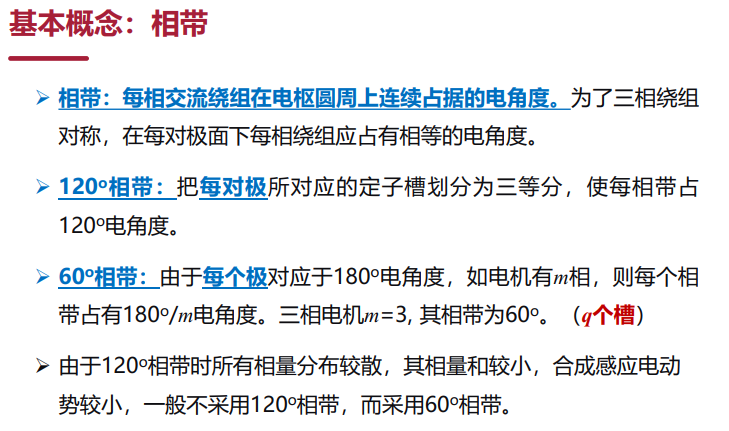 基本概念：相带
相带：每相交流绕组在电枢圆周上连续占据的电角度。为了三相绕组
对称，在每对极面下每相绕组应占有相等的电角度。
120º相带：把每对极所对应的定子槽划分为三等分，使每相带占
120º电角度。
60º相带：由于每个极对应于180º电角度，如电机有m相，则每个相
带占有180º/m电角度。三相电机m=3, 其相带为60º。（q个槽）
由于120º相带时所有相量分布较散，其相量和较小，合成感应电动
势较小，一般不采用120º相带，而采用60º相带。